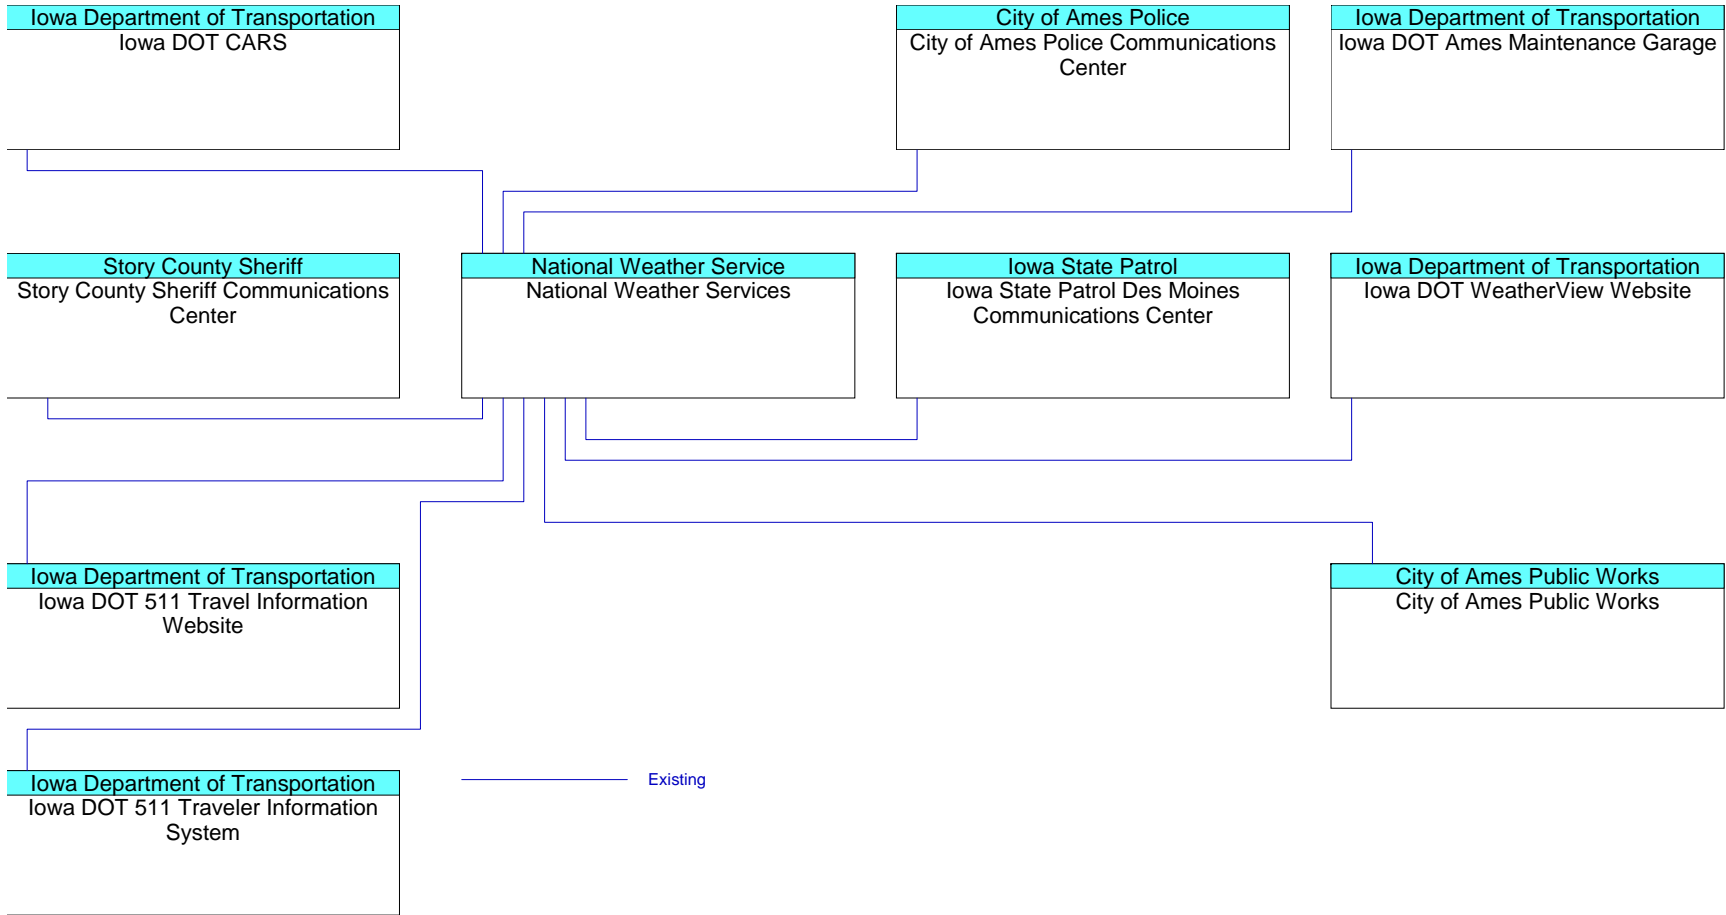 Iowa Department of Transportation
Iowa DOT CARS
City of Ames Police
City of Ames Police Communications
Center
Iowa Department of Transportation
Iowa DOT Ames Maintenance Garage
Story County Sheriff
Story County Sheriff Communications
Center
National Weather Service
National Weather Services
Iowa State Patrol
Iowa State Patrol Des Moines
Communications Center
Iowa Department of Transportation
Iowa DOT WeatherView Website
Iowa Department of Transportation
Iowa DOT 511 Travel Information
Website
City of Ames Public Works
City of Ames Public Works
Iowa Department of Transportation
Iowa DOT 511 Traveler Information
System
Existing